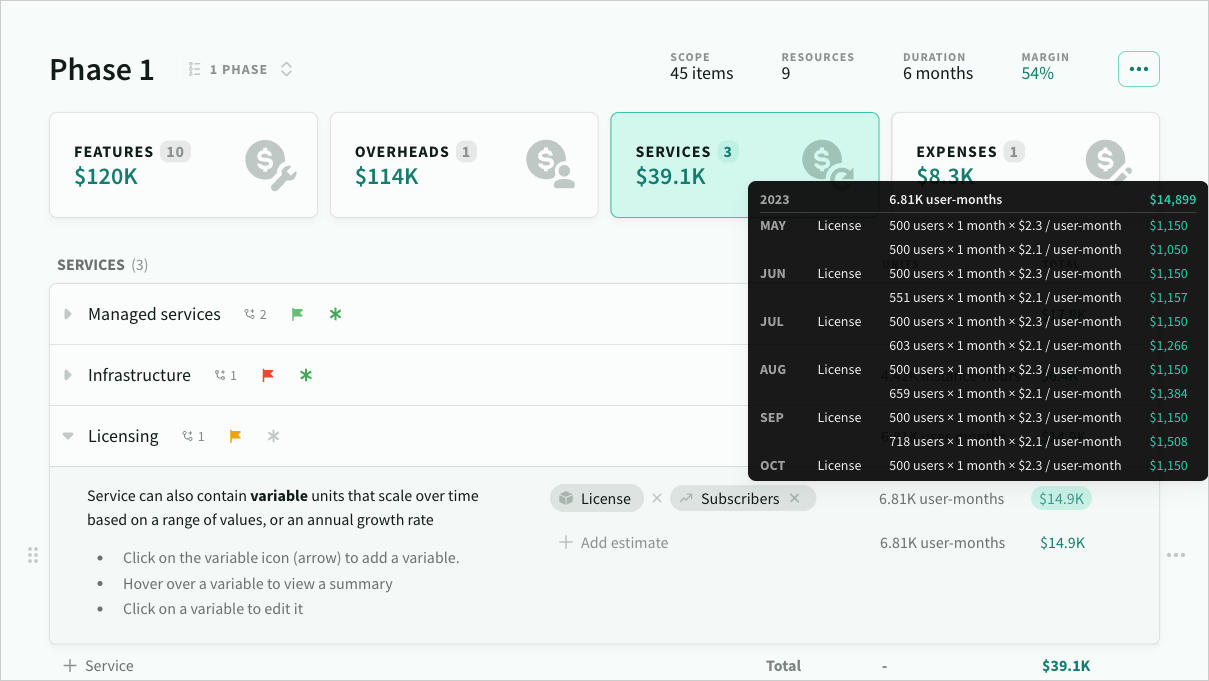 Phase 1
1 PHASE
SCOPE
45 items
RESOURCES
9
DURATION
6 months
MARGIN
54%
FEATURES 10
$120K
OVERHEADS 1
$114K
SERVICES 3
$39.1K
EXPENSES 1
$8.3K
2023 6.81K user-months $14,899
MAY License 500 users × 1 month × $2.3 / user-month $1,150
500 users × 1 month × $2.1 / user-month $1,050
JUN License 500 users × 1 month × $2.3 / user-month $1,150
551 users × 1 month × $2.1 / user-month $1,157
JUL License 500 users × 1 month × $2.3 / user-month $1,150
603 users × 1 month × $2.1 / user-month $1,266
AUG License 500 users × 1 month × $2.3 / user-month $1,150
659 users × 1 month × $2.1 / user-month $1,384
SEP License 500 users × 1 month × $2.3 / user-month $1,150
718 users × 1 month × $2.1 / user-month $1,508
OCT License 500 users × 1 month × $2.3 / user-month $1,150
SERVICES (3)
Managed services 2
Infrastructure 1
Licensing 1
Service can also contain variable units that scale over time
based on a range of values, or an annual growth rate
• Click on the variable icon (arrow) to add a variable.
• Hover over a variable to view a summary
• Click on a variable to edit it
License × Subscribers × 6.81K user-months $14.9K
+ Add estimate 6.81K user-months $14.9K
+ Service Total - $39.1K